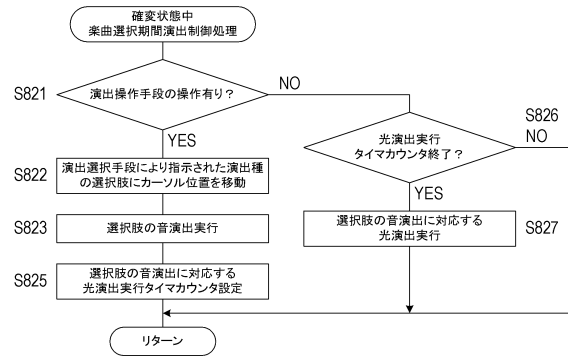 確変状態中
楽曲選択期間演出制御処理
S821
演出操作手段の操作有り？
NO
YES
S826
光演出実行
タイマカウンタ終了？
NO
YES
S822
演出選択手段により指示された演出種
の選択肢にカーソル位置を移動
S823
選択肢の音演出実行
選択肢の音演出に対応する
光演出実行
S827
S825
選択肢の音演出に対応する
光演出実行タイマカウンタ設定
リターン